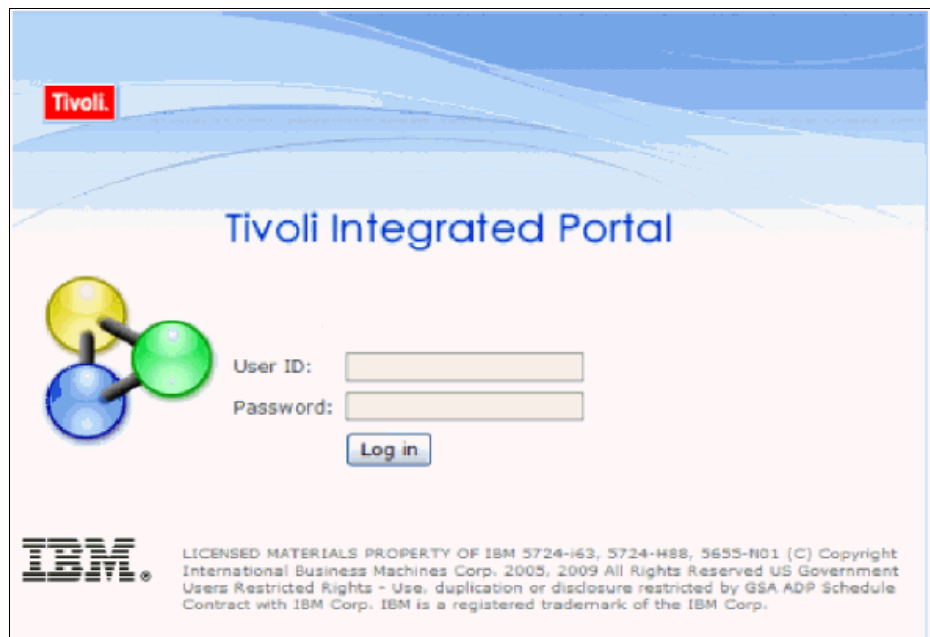 Tivoli.
Tivoli Integrated Portal
User ID:
Password:
Log in
IBM®
LICENSED MATERIALS PROPERTY OF IBM 5724-i63, 5724-H88, 5655-N01 (C) Copyright
International Business Machines Corp. 2005, 2009 All Rights Reserved US Government
Users Restricted Rights - Use, duplication or disclosure restricted by GSA ADP Schedule
Contract with IBM Corp. IBM is a registered trademark of the IBM Corp.